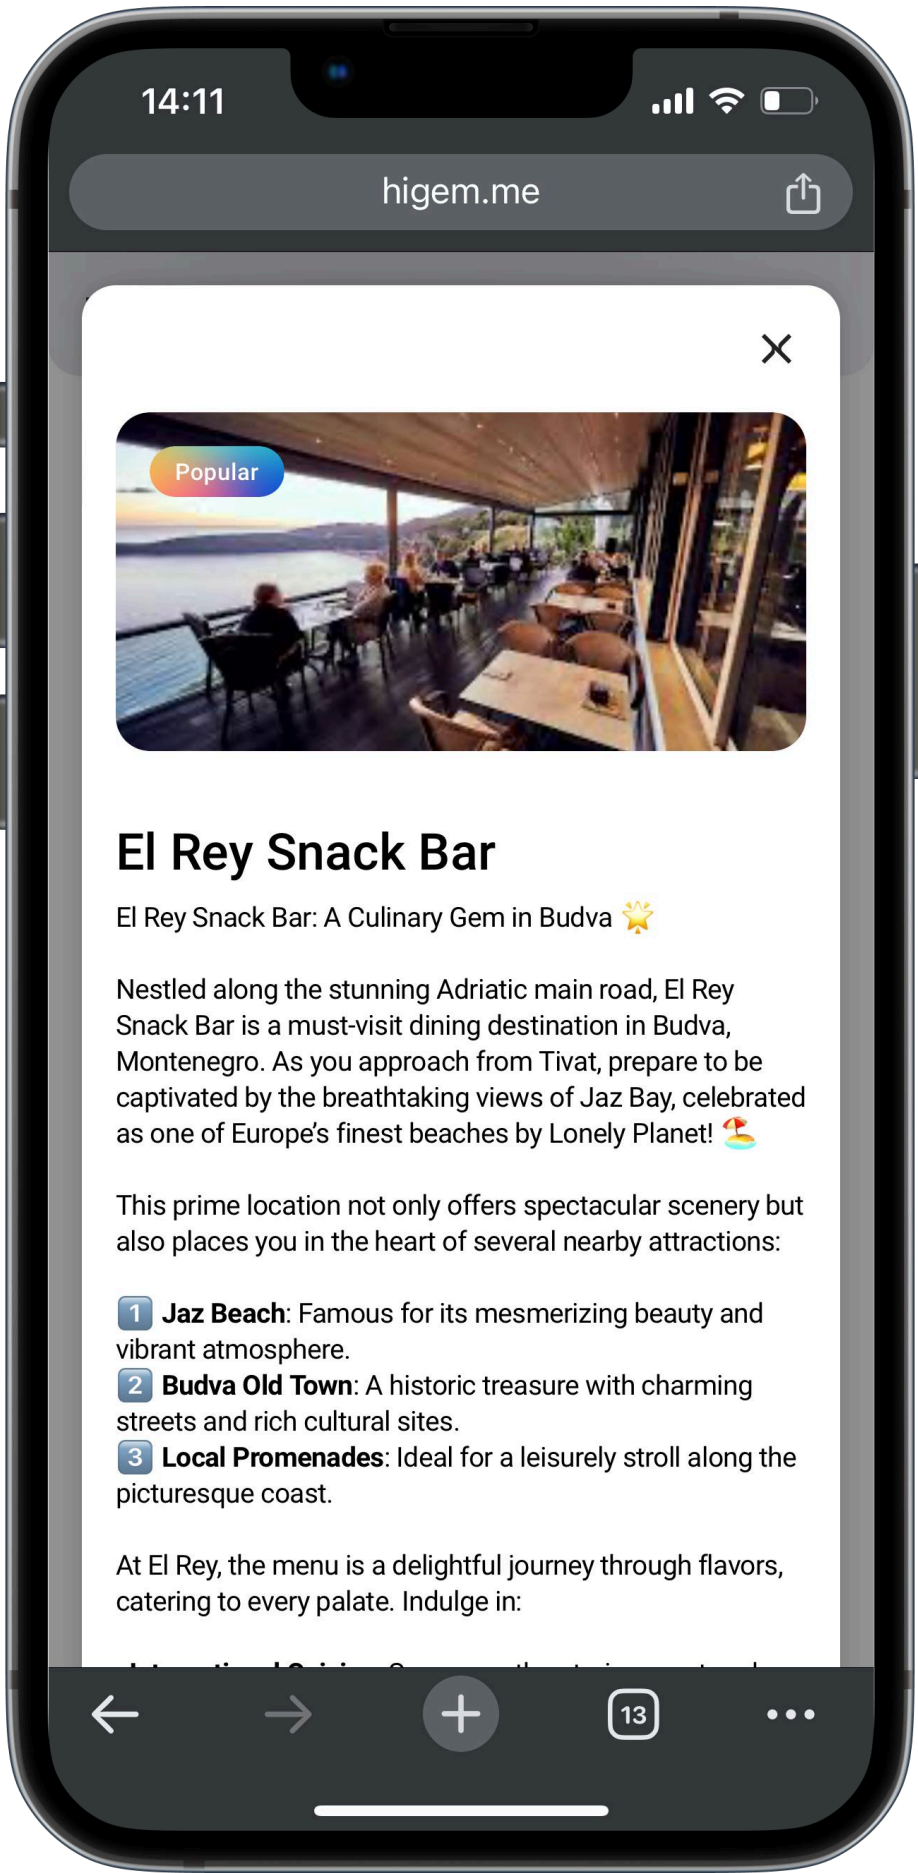 14:11
higem.me
Popular
El Rey Snack Bar
El Rey Snack Bar: A Culinary Gem in Budva 🌟
Nestled along the stunning Adriatic main road, El Rey
Snack Bar is a must-visit dining destination in Budva,
Montenegro. As you approach from Tivat, prepare to be
captivated by the breathtaking views of Jaz Bay, celebrated
as one of Europe’s finest beaches by Lonely Planet! 🏖️
This prime location not only offers spectacular scenery but
also places you in the heart of several nearby attractions:
1️⃣ Jaz Beach: Famous for its mesmerizing beauty and
vibrant atmosphere.
2️⃣ Budva Old Town: A historic treasure with charming
streets and rich cultural sites.
3️⃣ Local Promenades: Ideal for a leisurely stroll along the
picturesque coast.
At El Rey, the menu is a delightful journey through flavors,
catering to every palate. Indulge in:
13